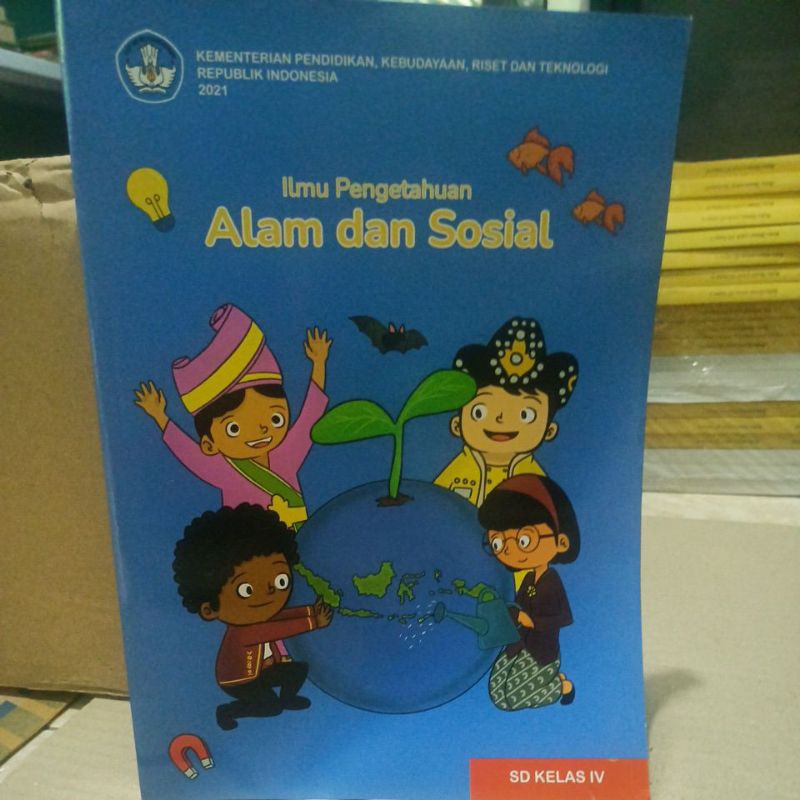 KEMENTERIAN PENDIDIKAN, KEBUDAYAAN, RISET DAN TEKNOLOGI
REPUBLIK INDONESIA
2021
Ilmu Pengetahuan
Alam dan Sosial
SD KELAS IV